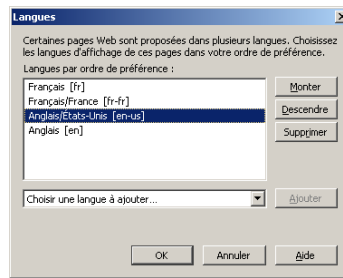 Langues
Certaines pages Web sont proposées dans plusieurs langues. Choisissez
les langues d'affichage de ces pages dans votre ordre de préférence.
Langues par ordre de préférence :
Français [fr]
Français/France [fr-fr]
Anglais/États-Unis [en-us]
Anglais [en]
Monter
Descendre
Supprimer
Choisir une langue à ajouter...
Ajouter
OK
Annuler
Aide